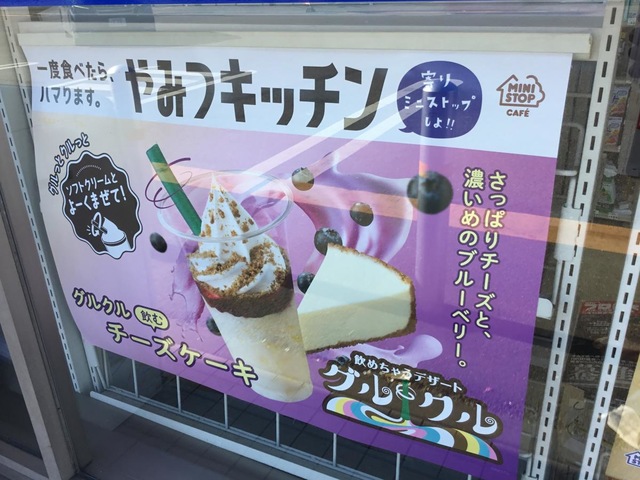 一度食べたら、
ハマります。
やみつキッチン
寄り
ミニストップ
しよ!!
MINI
STOP
CAFÉ
グルっとクルっと
ソフトクリームと
よーくまぜて!
さっぱりチーズと、
濃いめのブルーベリー。
グルクル
飲む
チーズケーキ
飲めちゃうデザート
グルクル